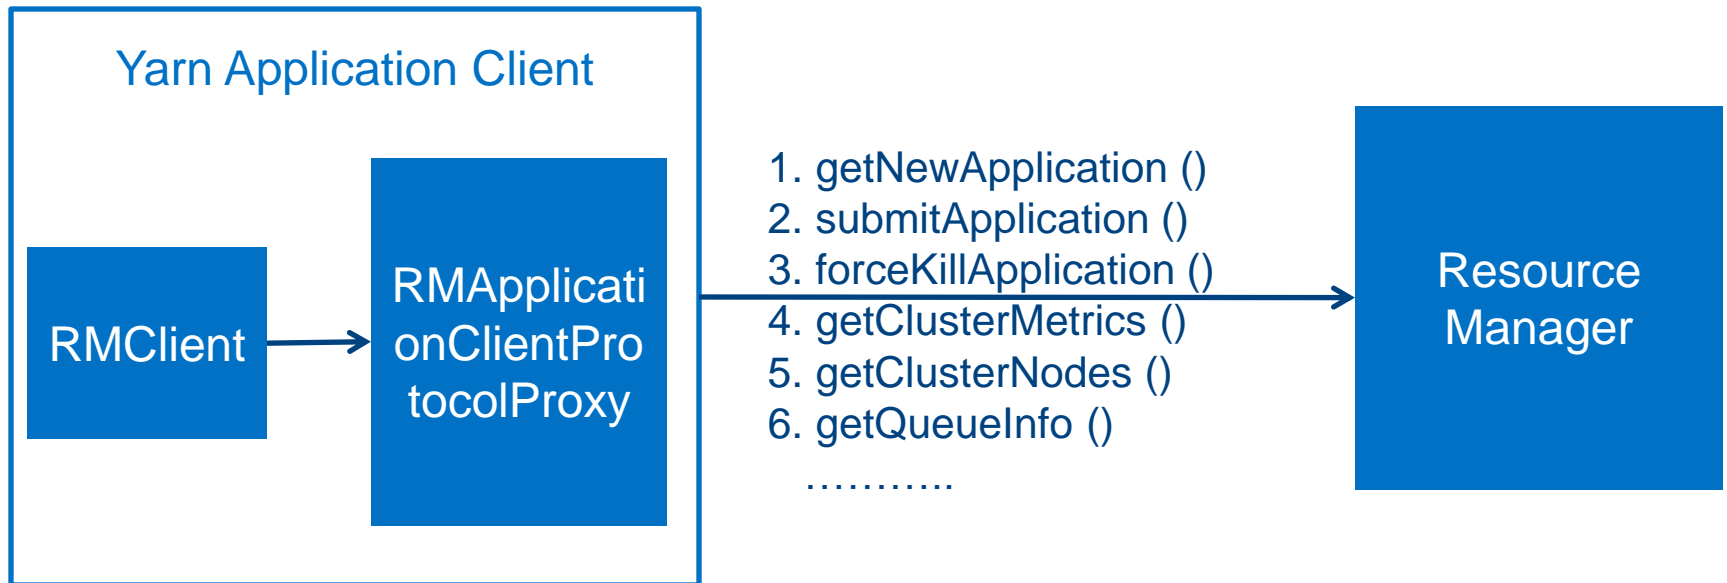 Yarn Application Client
RMClient
RMApplicati
onClientPro
tocolProxy
1. getNewApplication ()
2. submitApplication ()
3. forceKillApplication ()
4. getClusterMetrics ()
5. getClusterNodes ()
6. getQueueInfo ()
………..
Resource
Manager